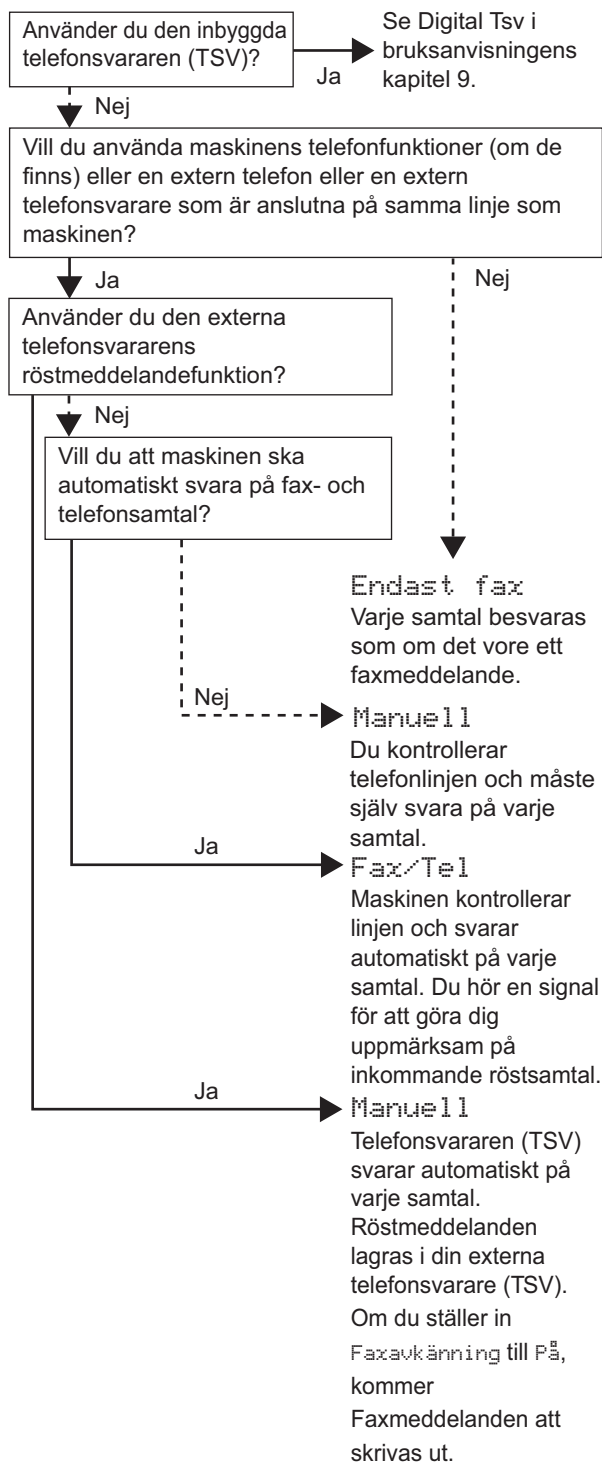 Använder du den inbyggda
telefonsvararen (TSV)?
Ja
Se Digital Tsv i
bruksanvisningens
kapitel 9.
Nej
Vill du använda maskinens telefonfunktioner (om de
finns) eller en extern telefon eller en extern
telefonsvarare som är anslutna på samma linje som
maskinen?
Ja
Nej
Använder du den externa
telefonsvararens
röstmeddelandefunktion?
Nej
Vill du att maskinen ska
automatiskt svara på fax- och
telefonsamtal?
Endast fax
Varje samtal besvaras
som om det vore ett
faxmeddelande.
Nej
Manuell
Du kontrollerar
telefonlinjen och måste
själv svara på varje
samtal.
Ja
Fax/Tel
Maskinen kontrollerar
linjen och svarar
automatiskt på varje
samtal. Du hör en signal
för att göra dig
uppmärksam på
inkommande röstsamtal.
Ja
Manuell
Telefonsvararen (TSV)
svarar automatiskt på
varje samtal.
Röstmeddelanden
lagras i din externa
telefonsvarare (TSV).
Om du ställer in
Faxavkänning till På,
kommer
Faxmeddelanden att
skrivas ut.